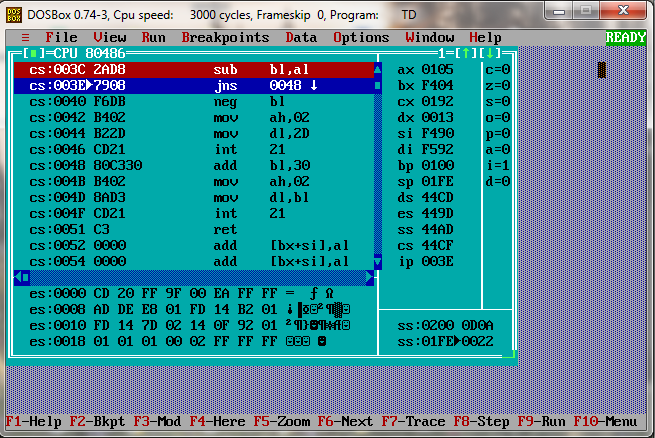 DOSBox 0.74-3, Cpu speed: 3000 cycles, Frameskip 0, Program: TD
≡ File View Run Breakpoints Data Options Window Help READY
[■]=CPU 80486 1=[↑][↓]
cs:003C 2AD8 sub bl,al ax 0105 c=0
cs:003E▶7908 jns 0048 ↓ bx F404 z=0
cs:0040 F6DB neg bl cx 0192 s=0
cs:0042 B402 mov ah,02 dx 0013 o=0
cs:0044 B22D mov dl,2D si F490 p=0
cs:0046 CD21 int 21 di F592 a=0
cs:0048 80C330 add bl,30 bp 0100 i=1
cs:004B B402 mov ah,02 sp 01FE d=0
cs:004D 8AD3 mov dl,bl ds 44CD
cs:004F CD21 int 21 es 449D
cs:0051 C3 ret ss 44AD
cs:0052 0000 add [bx+si],al cs 44CF
cs:0054 0000 add [bx+si],al ip 003E
es:0000 CD 20 FF 9F 00 EA FF FF = ƒ Ω
es:0008 AD DE E8 01 FD 14 B2 01
es:0010 FD 14 7D 02 14 0F 92 01 ss:0200 0D0A
es:0018 01 01 01 00 02 FF FF FF ss:01FE▶0022
F1-Help F2-Bkpt F3-Mod F4-Here F5-Zoom F6-Next F7-Trace F8-Step F9-Run F10-Menu